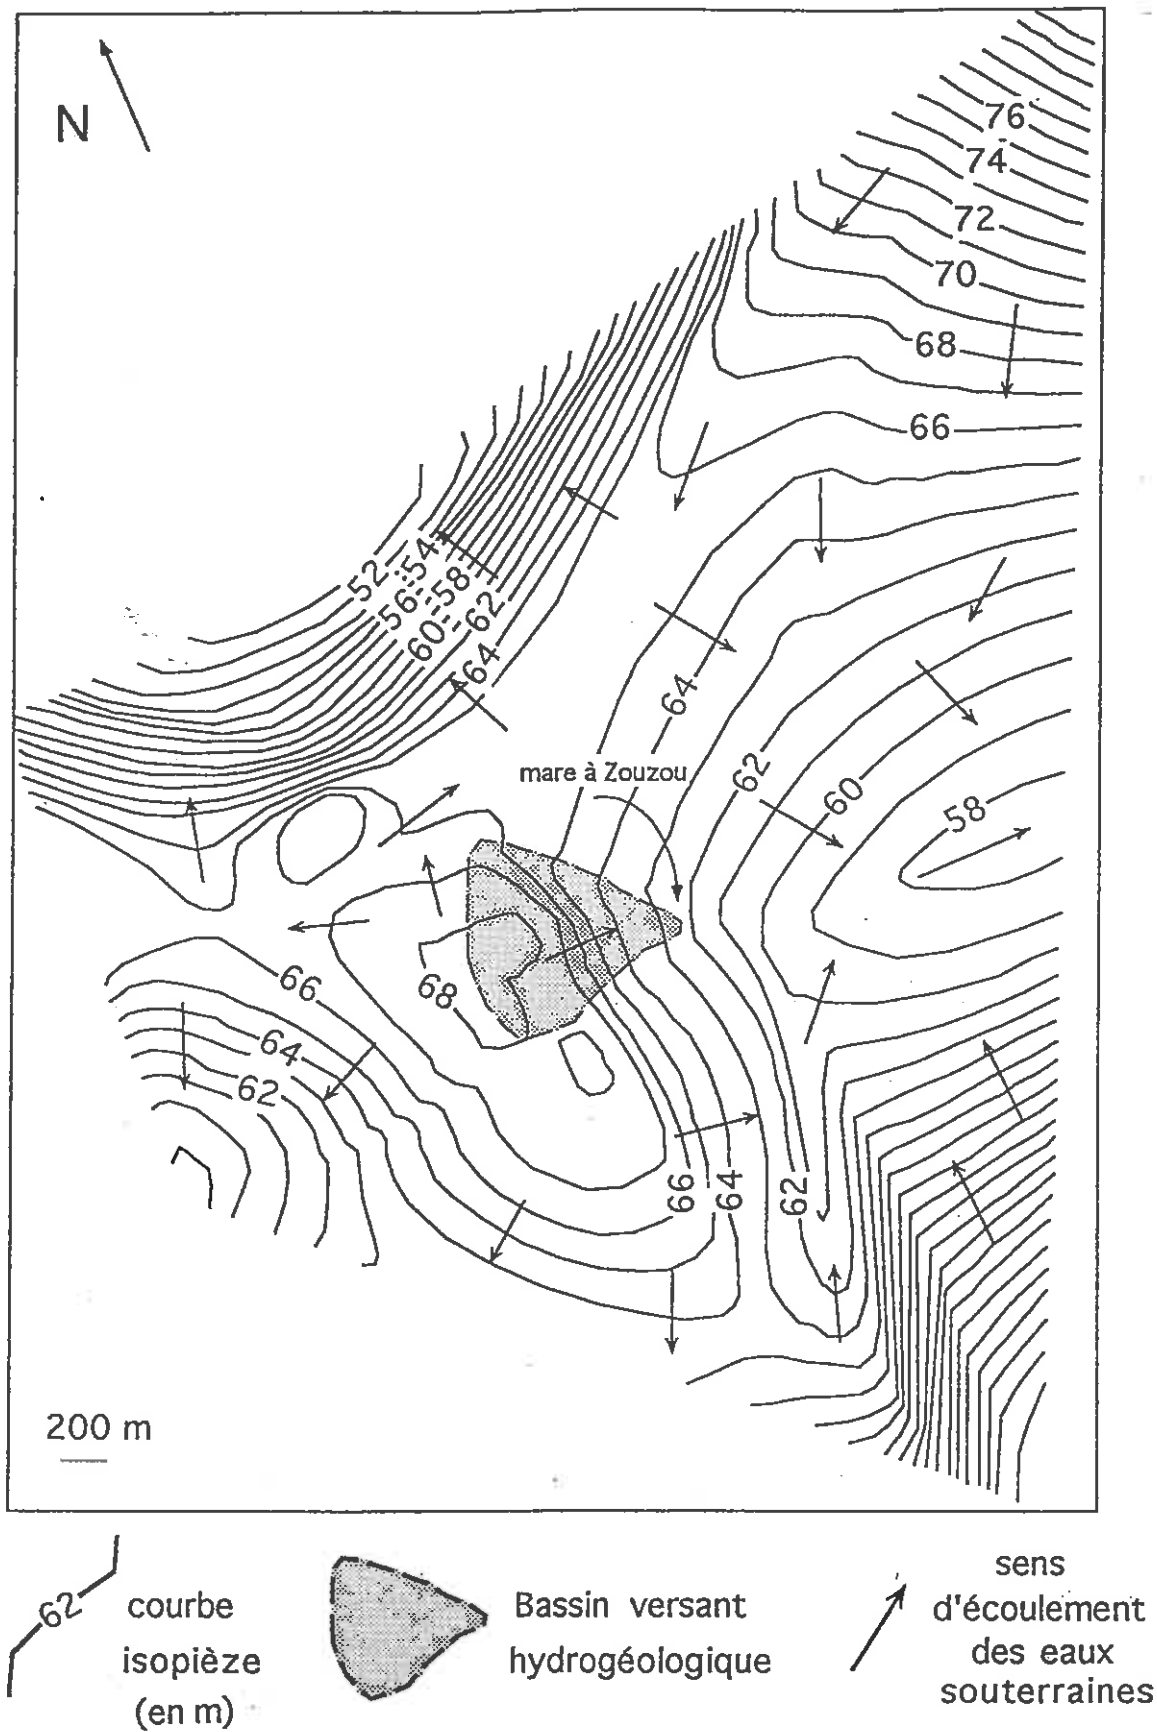 N
76
74
72
70
68
66
52
54
56
58
60
62
64
64
mare à Zouzou
62
60
58
66
68
64
62
66
64
62
200 m
62
courbe
isopièze
(en m)
Bassin versant
hydrogéologique
sens
d'écoulement
des eaux
souterraines